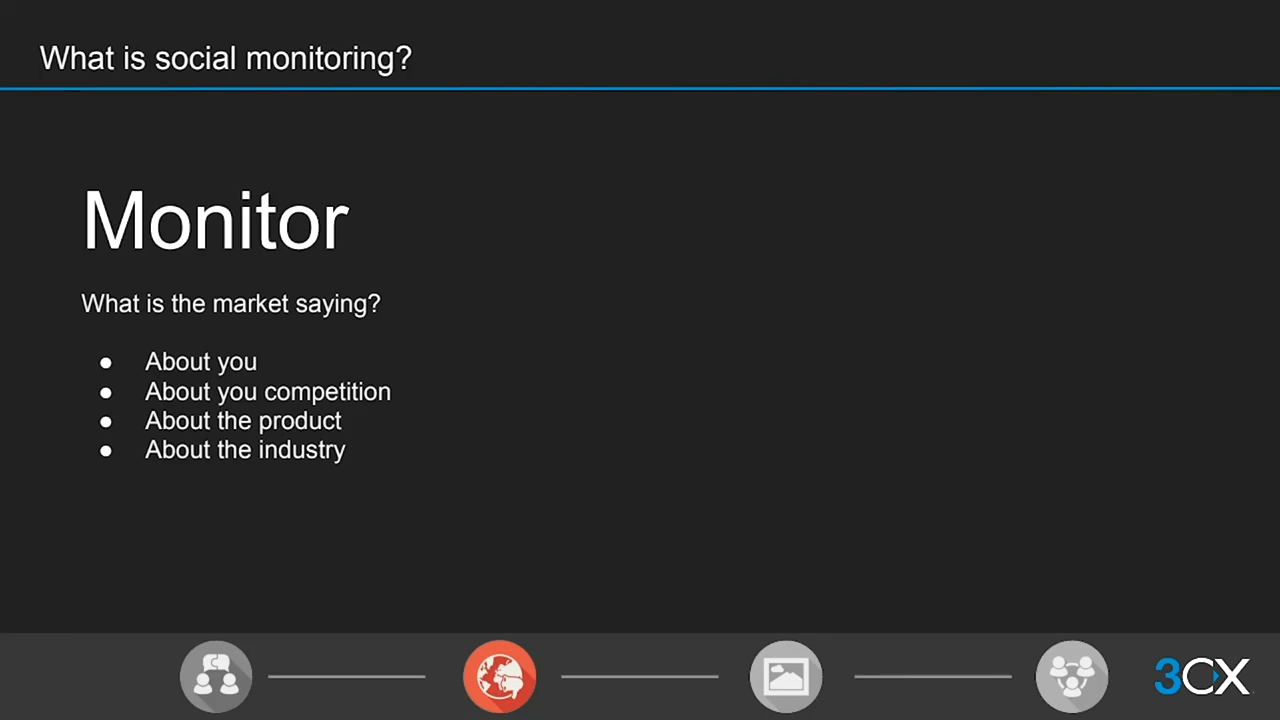 What is social monitoring?
Monitor
What is the market saying?
● About you
● About you competition
● About the product
● About the industry
3CX